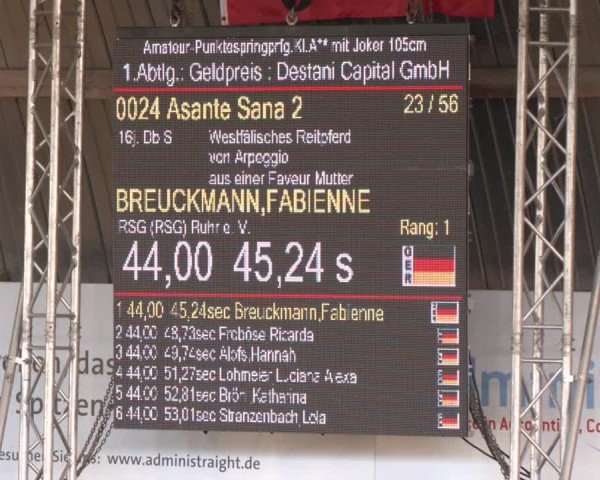 Amateur-Punktespringprfg.Kl.A** mit Joker 105cm
1.Abtlg.: Geldpreis : Destani Capital GmbH
0024 Asante Sana 2 23 / 56
16j. Db S Westfälisches Reitpferd
von Arpeggio
aus einer Faveur Mutter
BREUCKMANN,FABIENNE
RSG (RSG) Ruhr e. V. Rang: 1
44,00 45,24 s
GER
1 44,00 45,24sec Breuckmann,Fabienne
2 44,00 48,73sec Froböse Ricarda
3 44,00 49,74sec Alofs,Hannah
4 44,00 51,27sec Lohmeier Luciana Alexa
5 44,00 52,81sec Bröri Katharina
6 44,00 53,01sec Stranzenbach Leia
das
www.administraight.de